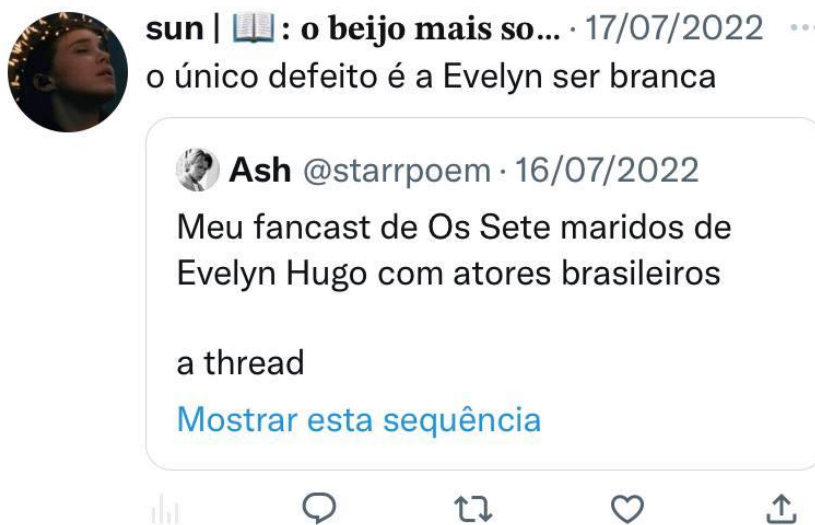 sun | 📖: o beijo mais so... · 17/07/2022 ...
o único defeito é a Evelyn ser branca
Ash @starrpoem · 16/07/2022
Meu fancast de Os Sete maridos de
Evelyn Hugo com atores brasileiros
a thread
Mostrar esta sequência